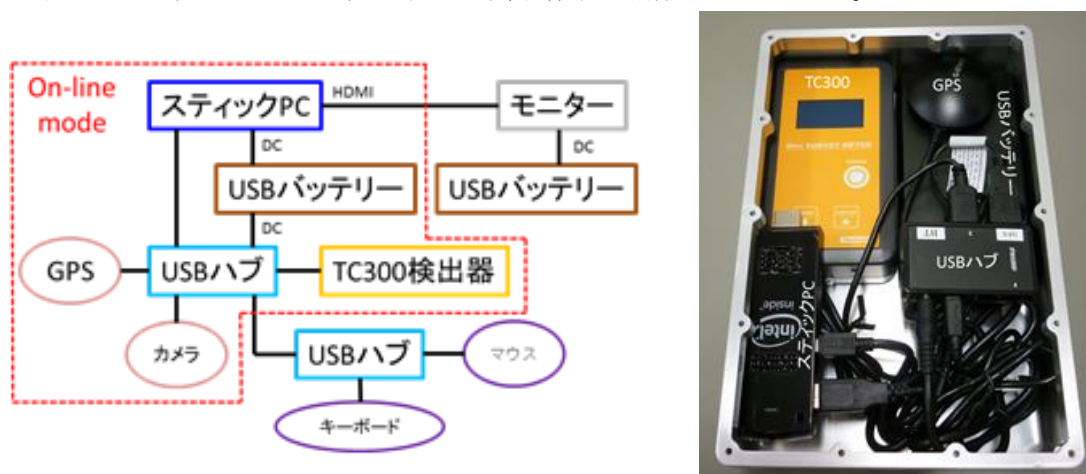 On-line
mode
スティックPC
HDMI
モニター
DC
DC
USBバッテリー
USBバッテリー
DC
GPS
USBハブ
TC300検出器
カメラ
USBハブ
マウス
キーボード
TC300
GPS
USBバッテリー
USBハブ
スティックPC
intel
inside